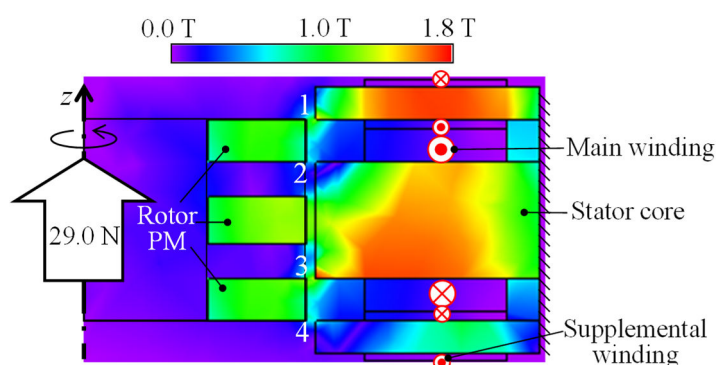 0.0 T 1.0 T 1.8 T
z
1
Main winding
2
Rotor
PM
29.0 N
Stator core
3
4
Supplemental
winding